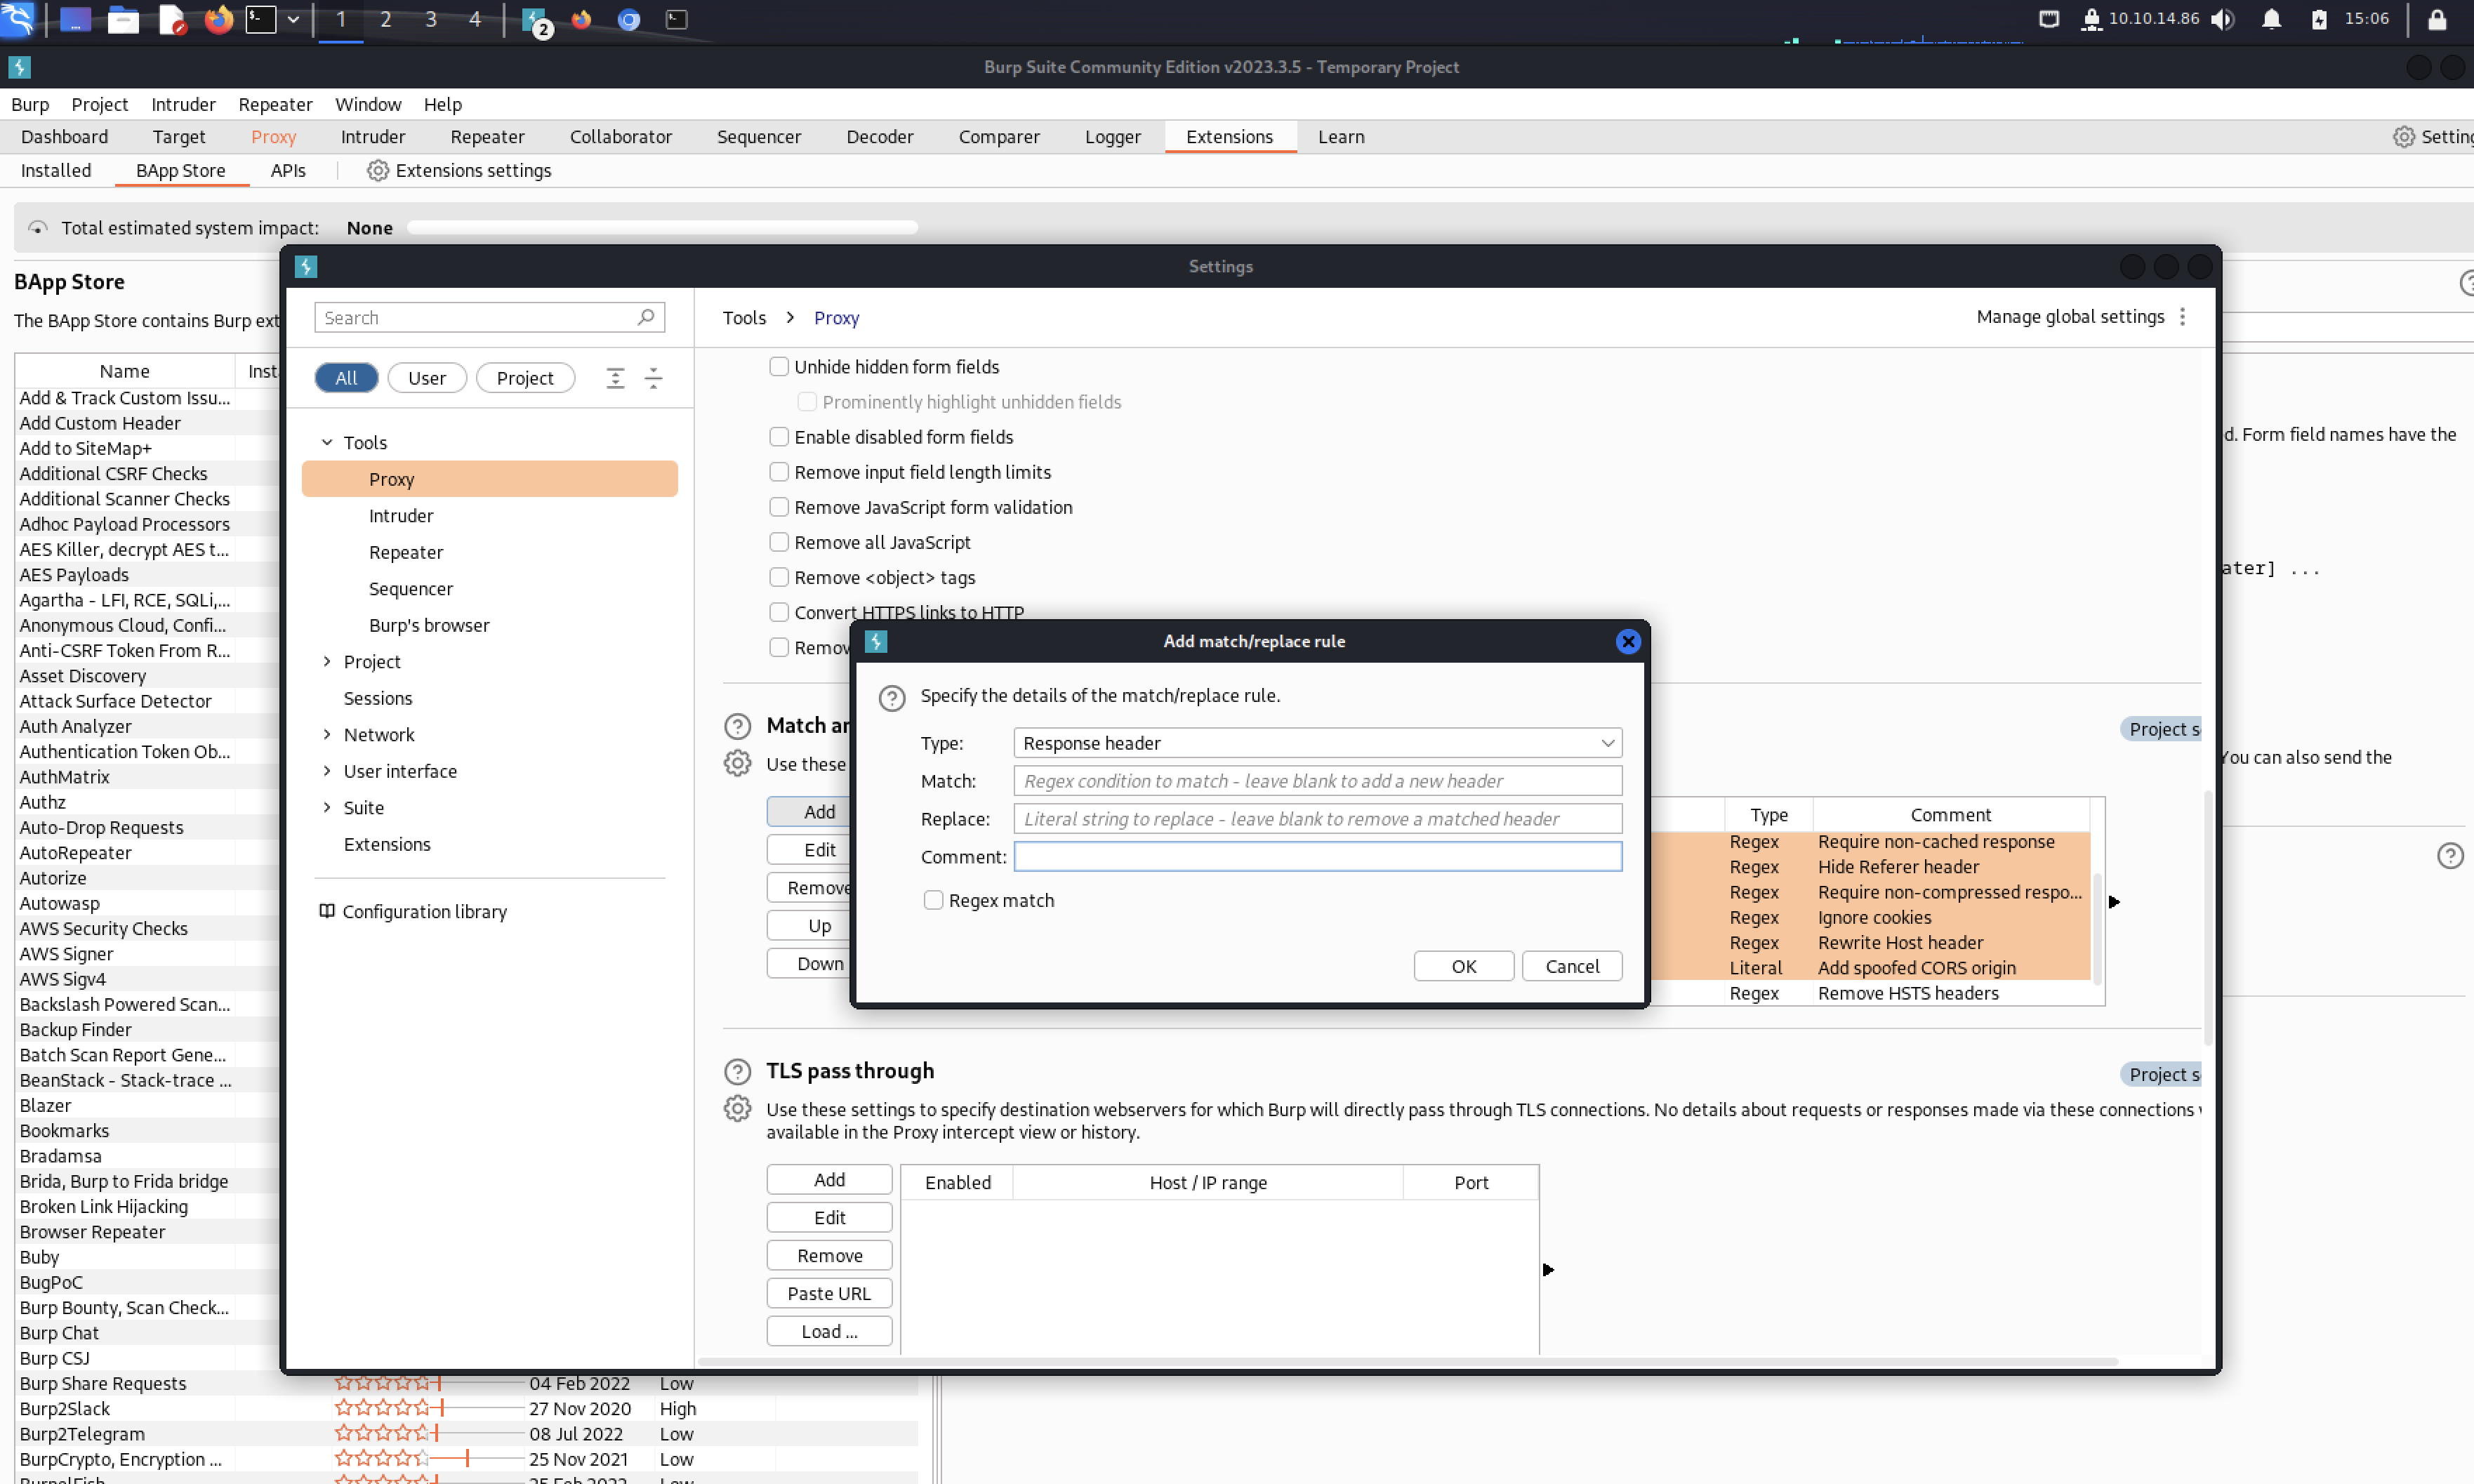 1 2 3 4 2 10.10.14.86 15:06
Burp Suite Community Edition v2023.3.5 - Temporary Project
Burp Project Intruder Repeater Window Help
Dashboard Target Proxy Intruder Repeater Collaborator Sequencer Decoder Comparer Logger Extensions Learn Setting
Installed BApp Store APIs Extensions settings
Total estimated system impact: None
BApp Store
The BApp Store contains Burp ext
Name Inst
Add & Track Custom Issu...
Add Custom Header
Add to SiteMap+
Additional CSRF Checks
Additional Scanner Checks
Adhoc Payload Processors
AES Killer, decrypt AES t...
AES Payloads
Agartha - LFI, RCE, SQLi,...
Anonymous Cloud, Confi...
Anti-CSRF Token From R...
Asset Discovery
Attack Surface Detector
Auth Analyzer
Authentication Token Ob...
AuthMatrix
Authz
Auto-Drop Requests
AutoRepeater
Autorize
Autowasp
AWS Security Checks
AWS Signer
AWS Sigv4
Backslash Powered Scan...
Backup Finder
Batch Scan Report Gene...
BeanStack - Stack-trace ...
Blazer
Bookmarks
Bradamsa
Brida, Burp to Frida bridge
Broken Link Hijacking
Browser Repeater
Buby
BugPoC
Burp Bounty, Scan Check...
Burp Chat
Burp CSJ
Burp Share Requests 04 Feb 2022 Low
Burp2Slack 27 Nov 2020 High
Burp2Telegram 08 Jul 2022 Low
BurpCrypto, Encryption ... 25 Nov 2021 Low
BurpelFish 25 Feb 2022 Low
d. Form field names have the
ater] ...
You can also send the
Settings
Search
All User Project
Tools
Proxy
Intruder
Repeater
Sequencer
Burp's browser
Project
Sessions
Network
User interface
Suite
Extensions
Configuration library
Tools > Proxy Manage global settings
Unhide hidden form fields
Prominently highlight unhidden fields
Enable disabled form fields
Remove input field length limits
Remove JavaScript form validation
Remove all JavaScript
Remove <object> tags
Convert HTTPS links to HTTP
Remov
Match ar Project s
Use these
Add
Edit
Remove
Up
Down
Type Comment
Regex Require non-cached response
Regex Hide Referer header
Regex Require non-compressed respo...
Regex Ignore cookies
Regex Rewrite Host header
Literal Add spoofed CORS origin
Regex Remove HSTS headers
Add match/replace rule
Specify the details of the match/replace rule.
Type: Response header
Match: Regex condition to match - leave blank to add a new header
Replace: Literal string to replace - leave blank to remove a matched header
Comment:
Regex match
OK Cancel
TLS pass through Project s
Use these settings to specify destination webservers for which Burp will directly pass through TLS connections. No details about requests or responses made via these connections
available in the Proxy intercept view or history.
Add
Edit
Remove
Paste URL
Load ...
Enabled Host / IP range Port